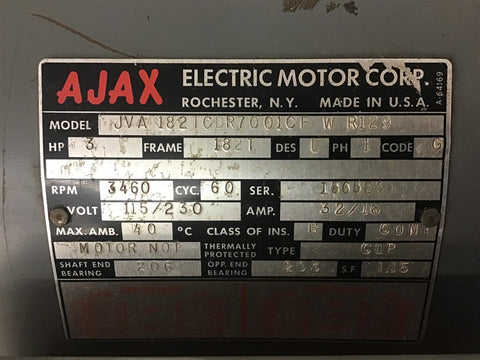 AJAX ELECTRIC MOTOR CORP.
ROCHESTER, N.Y. MADE IN U.S.A.
A-64169
MODEL W R129
HP 3 FRAME 182T DES L PH 1 CODE G
RPM 3460 CYC. 60 SER.
VOLT 115/230 AMP. 32/16
MAX. AMB. 40 °C CLASS OF INS. B DUTY CONT
MOTOR NOT THERMALLY PROTECTED TYPE CDP
SHAFT END BEARING 206 OPP. END BEARING 203 S.F. 1.15